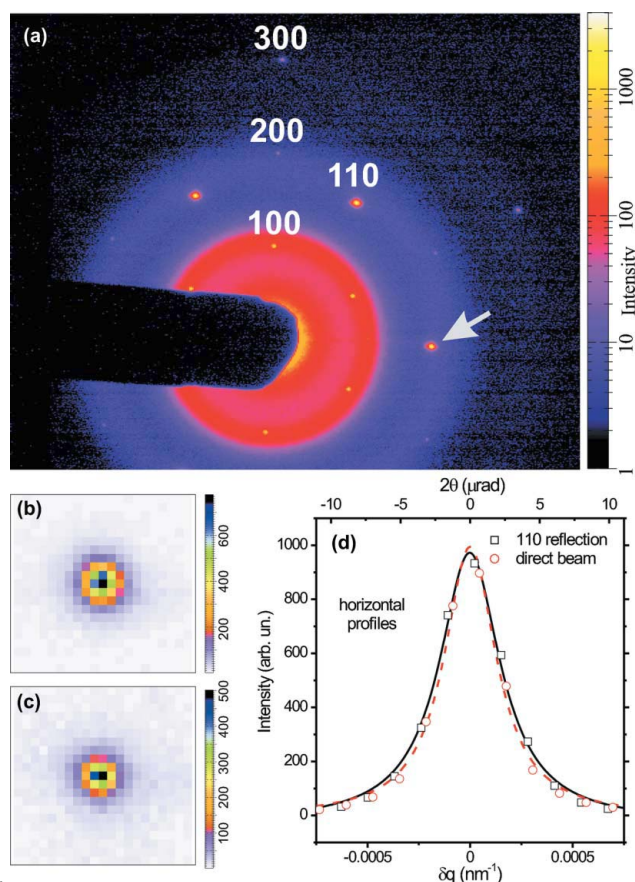 (a)
300
200
110
100
1000
100
10
1
Intensity
(b)
600
400
200
(c)
500
400
300
200
100
2θ (μrad)
-10 -5 0 5 10
(d)
110 reflection
direct beam
horizontal
profiles
Intensity (arb. un.)
1000
800
600
400
200
0
-0.0005 0 0.0005
δq (nm⁻¹)